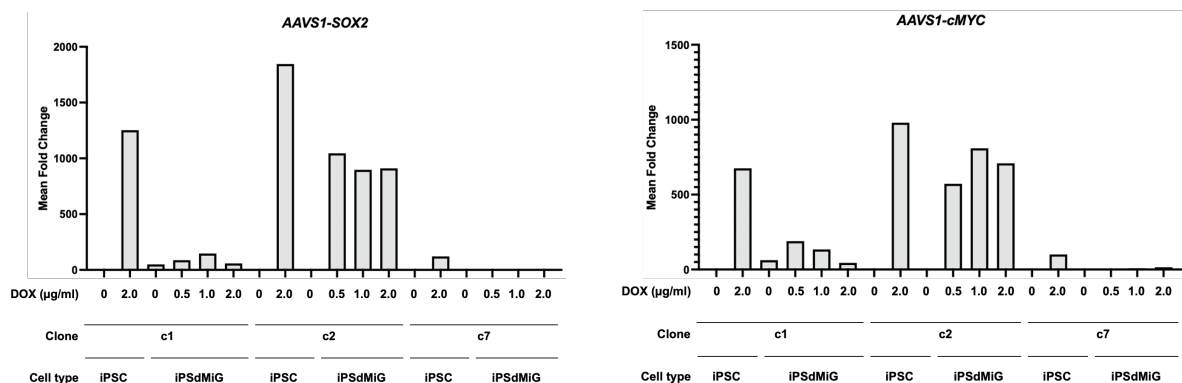 AAVS1-SOX2
Mean Fold Change
2000
1500
1000
500
0
DOX (µg/ml) 0 2.0 0 0.5 1.0 2.0 0 2.0 0 0.5 1.0 2.0 0 2.0 0 0.5 1.0 2.0
Clone c1 c2 c7
Cell type iPSC iPSdMiG iPSC iPSdMiG iPSC iPSdMiG
AAVS1-cMYC
Mean Fold Change
1500
1000
500
0
DOX (µg/ml) 0 2.0 0 0.5 1.0 2.0 0 2.0 0 0.5 1.0 2.0 0 2.0 0 0.5 1.0 2.0
Clone c1 c2 c7
Cell type iPSC iPSdMiG iPSC iPSdMiG iPSC iPSdMiG